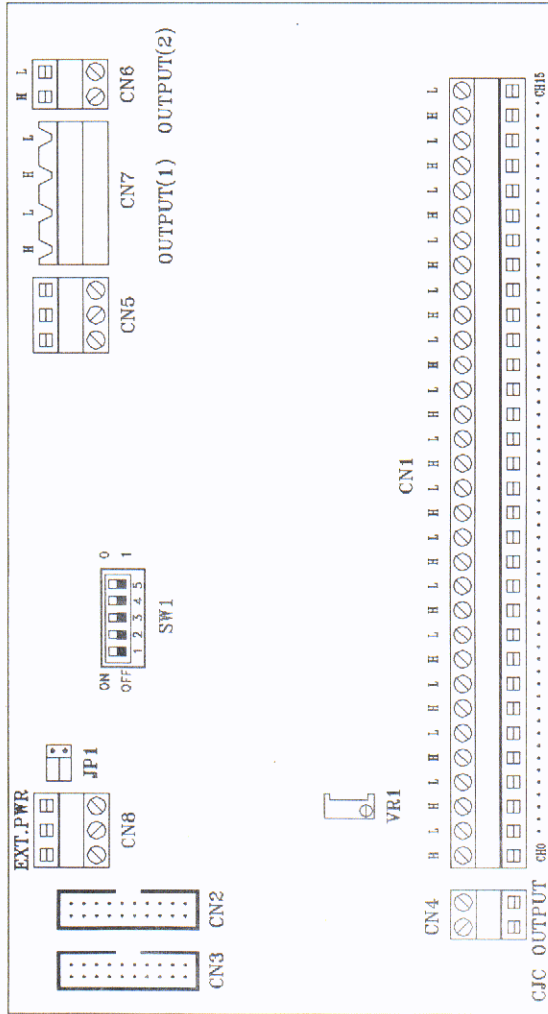 EXT.PWR H L H L H L
JP1
ON 0
OFF 1
1 2 3 4 5
SW1
CN3 CN2 CN8 CN5 CN7 CN6
OUTPUT(1) OUTPUT(2)
VR1
CN4 CN1
H L H L H L H L H L H L H L H L H L H L H L H L H L H L H L H L
CJC OUTPUT CH0 CH15